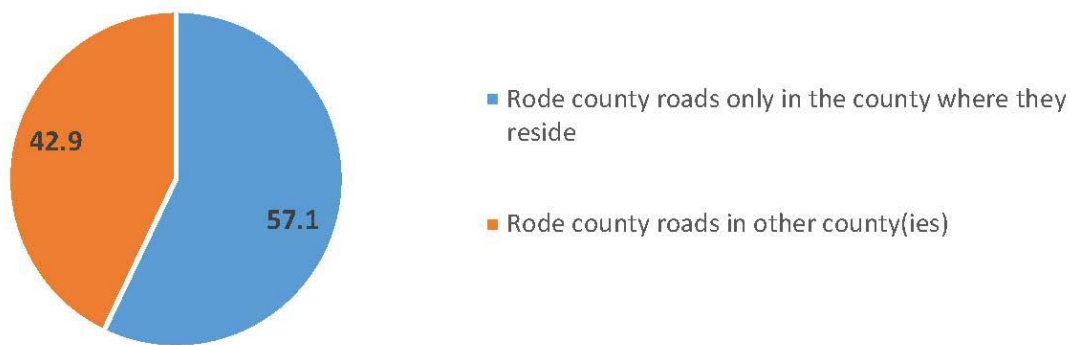 42.9
57.1
Rode county roads only in the county where they
reside
Rode county roads in other county(ies)